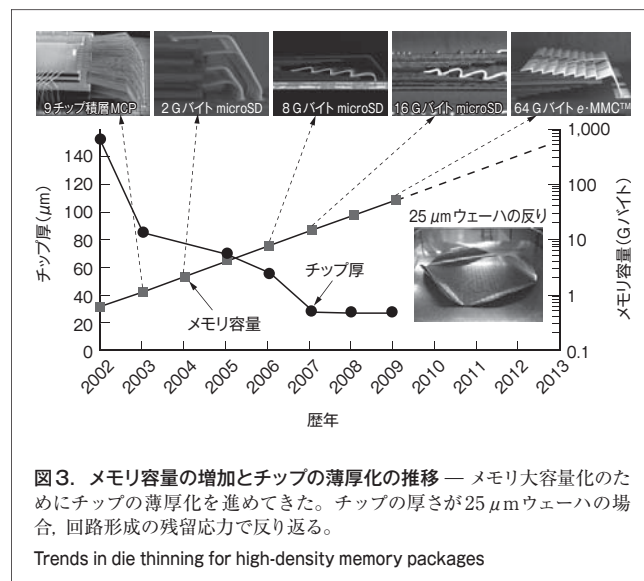 9チップ積層MCP
2 Gバイト microSD
8 Gバイト microSD
16 Gバイト microSD
64 Gバイト e・MMC™
チップ厚(μm)
140
120
100
80
60
40
20
0
1,000
100
10
1
0.1
メモリ容量(Gバイト)
25 μmウェーハの反り
チップ厚
メモリ容量
2002
2003
2004
2005
2006
2007
2008
2009
2010
2011
2012
2013
歴年
図3. メモリ容量の増加とチップの薄厚化の推移 ― メモリ大容量化のた
めにチップの薄厚化を進めてきた。チップの厚さが25 μmウェーハの場
合, 回路形成の残留応力で反り返る。
Trends in die thinning for high-density memory packages